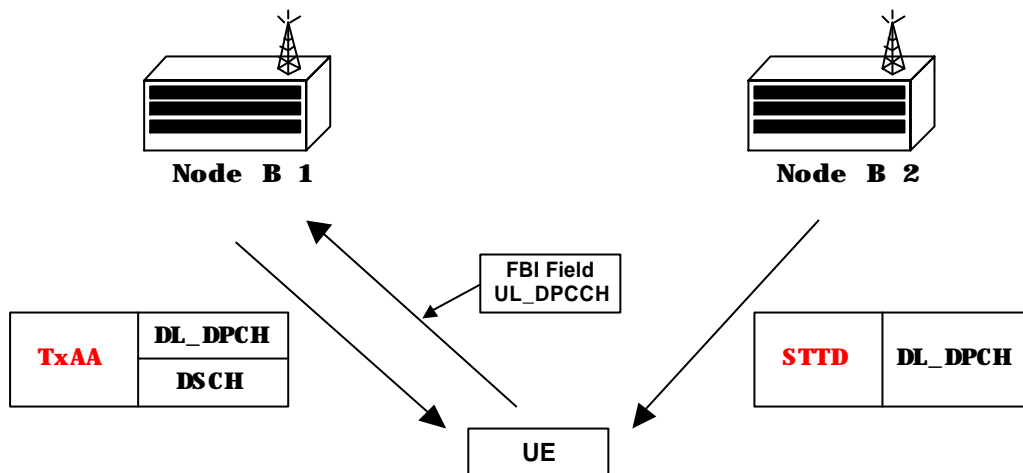 Node B 1
Node B 2
FBI Field
UL_DPCCH
TxAA
DL_DPCH
DSCH
STTD
DL_DPCH
UE